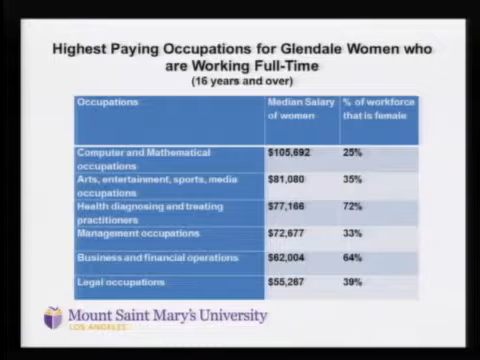 Highest Paying Occupations for Glendale Women who
are Working Full-Time
(16 years and over)
Occupations Median Salary % of workforce
of women that is female
Computer and Mathematical $105,692 25%
occupations
Arts, entertainment, sports, media $81,080 35%
occupations
Health diagnosing and treating $77,166 72%
practitioners
Management occupations $72,677 33%
Business and financial operations $62,004 64%
Legal occupations $55,267 39%
Mount Saint Mary's University
LOS ANGELES